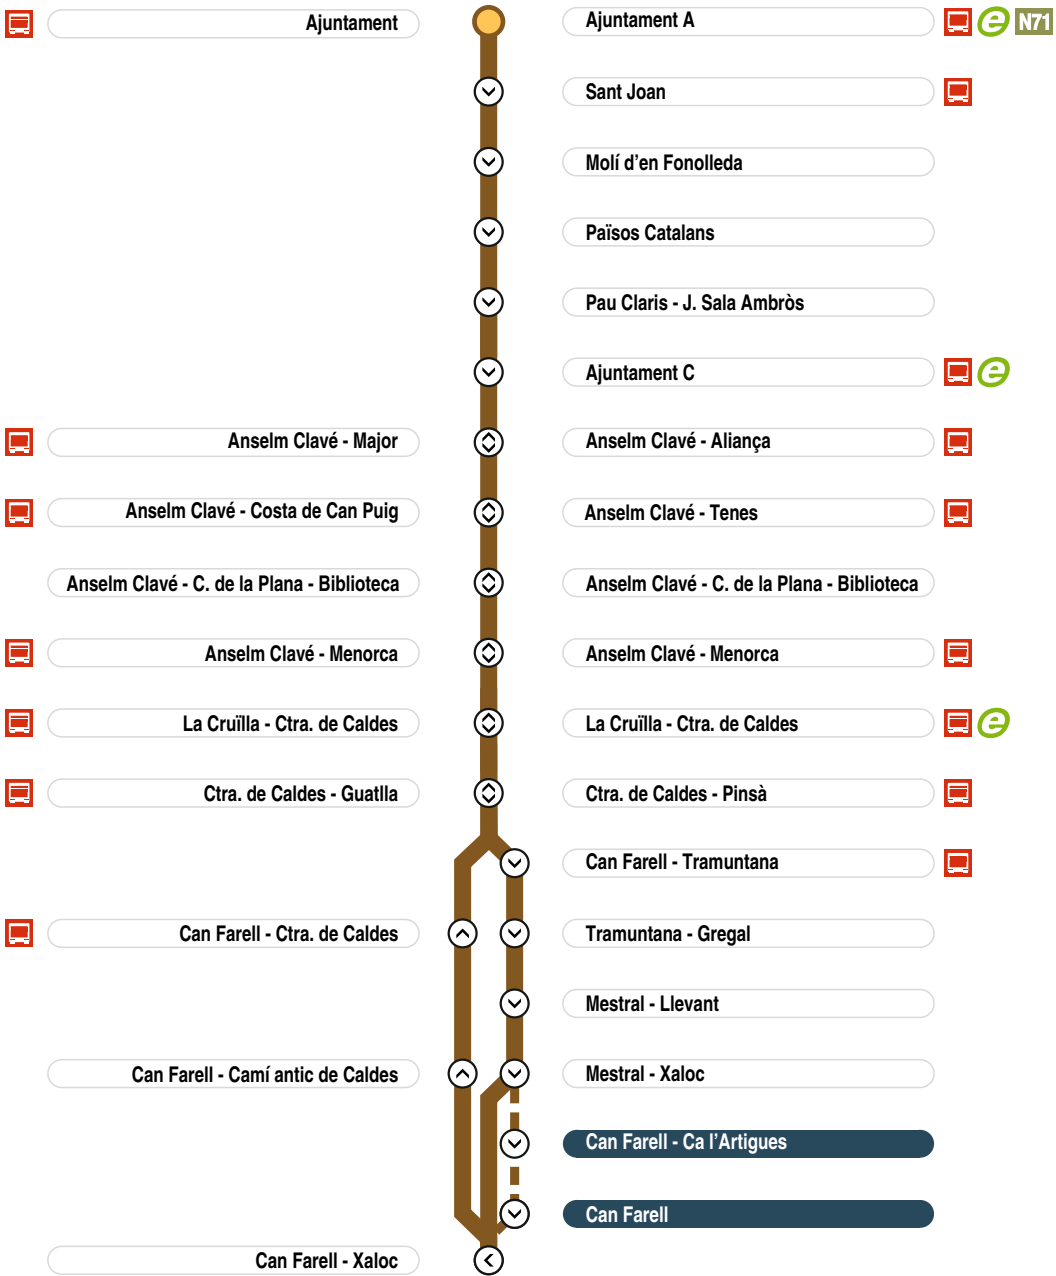 Ajuntament
Ajuntament A
e
N71
Sant Joan
Molí d’en Fonolleda
Països Catalans
Pau Claris - J. Sala Ambròs
Ajuntament C
e
Anselm Clavé - Major
Anselm Clavé - Aliança
Anselm Clavé - Costa de Can Puig
Anselm Clavé - Tenes
Anselm Clavé - C. de la Plana - Biblioteca
Anselm Clavé - C. de la Plana - Biblioteca
Anselm Clavé - Menorca
Anselm Clavé - Menorca
La Cruïlla - Ctra. de Caldes
La Cruïlla - Ctra. de Caldes
e
Ctra. de Caldes - Guatlla
Ctra. de Caldes - Pinsà
Can Farell - Tramuntana
Can Farell - Ctra. de Caldes
Tramuntana - Gregal
Mestral - Llevant
Can Farell - Camí antic de Caldes
Mestral - Xaloc
Can Farell - Ca l’Artigues
Can Farell
Can Farell - Xaloc